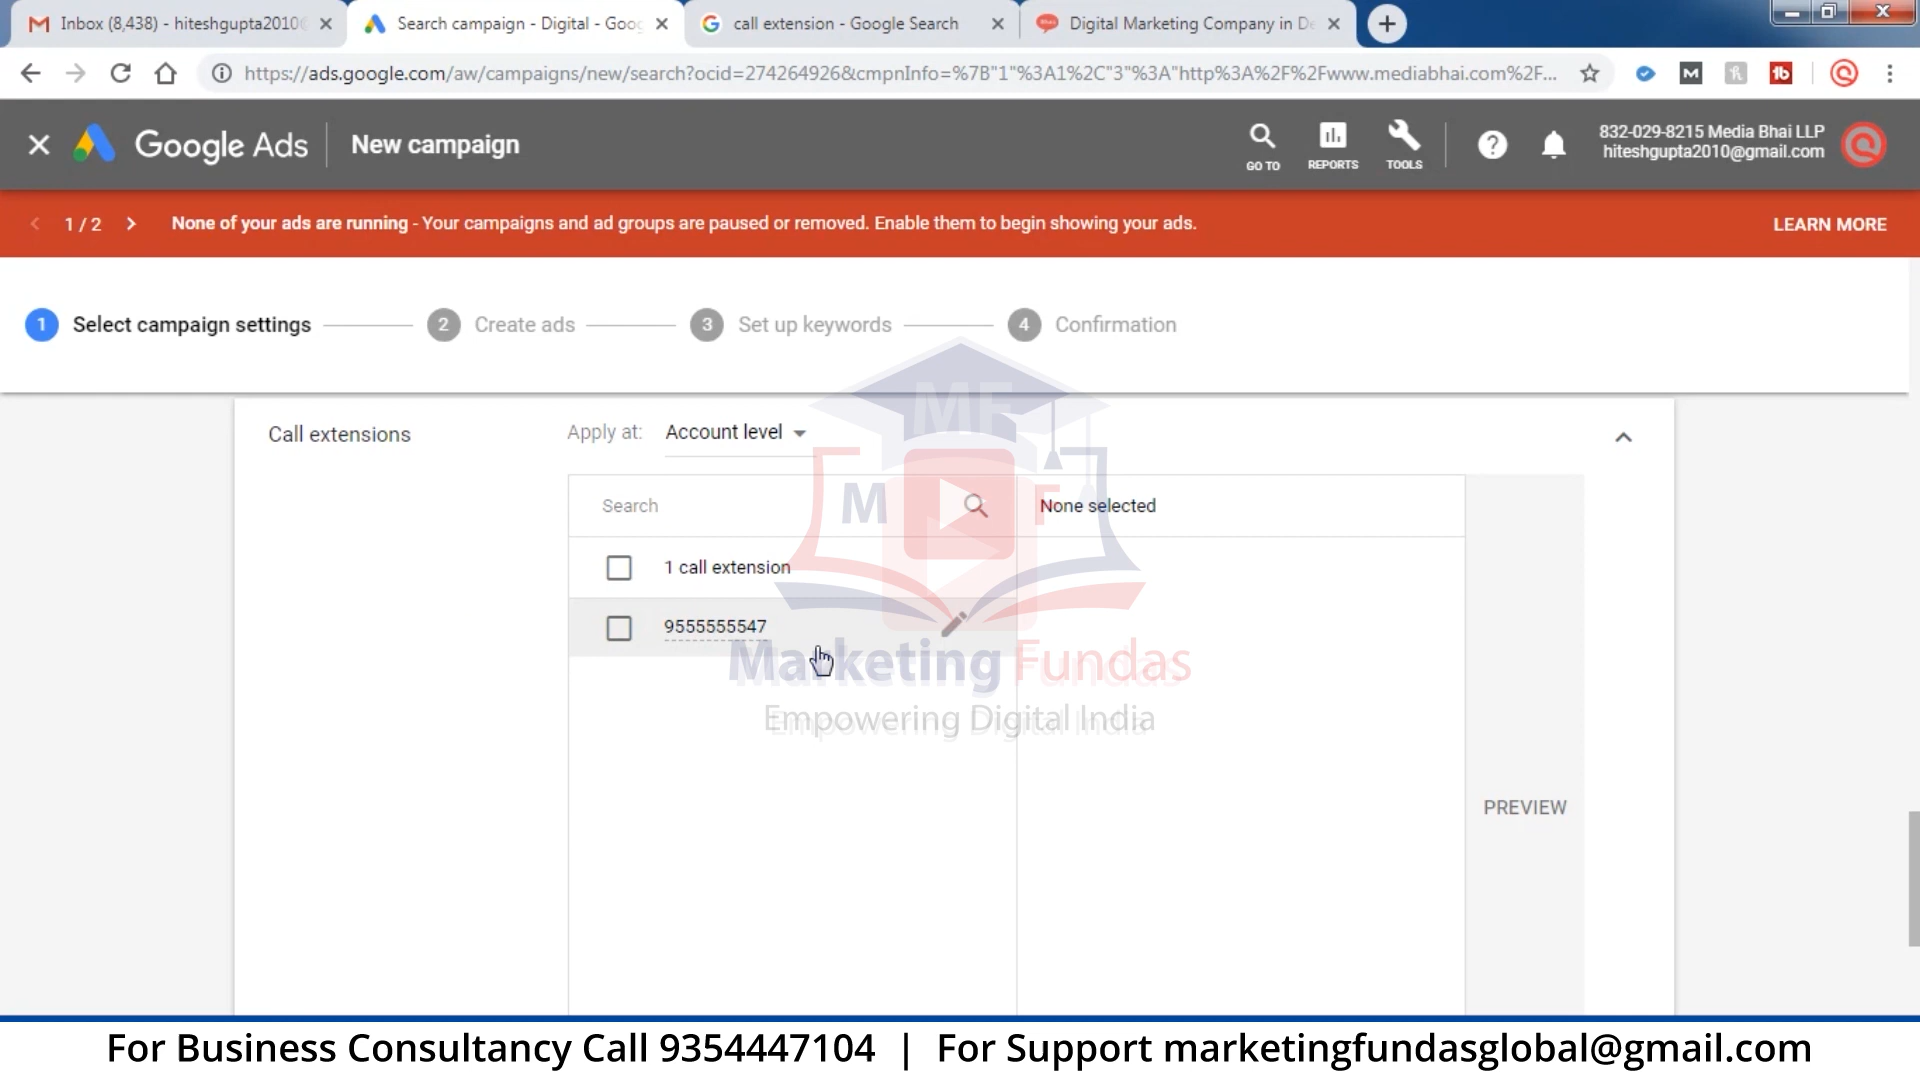 Inbox (8,438) - hiteshgupta2010@
Search campaign - Digital - Goog
call extension - Google Search
Digital Marketing Company in De
https://ads.google.com/aw/campaigns/new/search?ocid=274264926&cmpnInfo=%7B"1"%3A1%2C"3"%3A"http%3A%2F%2Fwww.mediabhai.com%2F...
Google Ads
New campaign
GO TO
REPORTS
TOOLS
832-029-8215 Media Bhai LLP
hiteshgupta2010@gmail.com
1 / 2
None of your ads are running - Your campaigns and ad groups are paused or removed. Enable them to begin showing your ads.
LEARN MORE
1 Select campaign settings
2 Create ads
3 Set up keywords
4 Confirmation
Call extensions
Apply at: Account level
MF
Search
None selected
M F
1 call extension
9555555547
Marketing Fundas
Empowering Digital India
PREVIEW
For Business Consultancy Call 9354447104 | For Support marketingfundasglobal@gmail.com